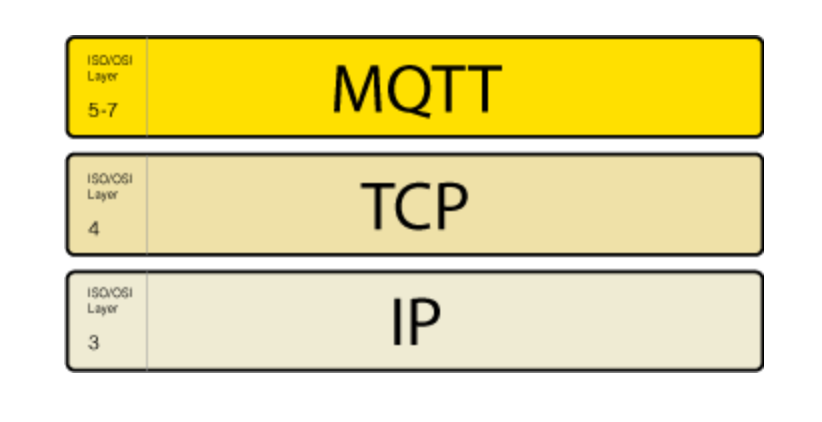 ISO/OSI
Layer
5-7
MQTT
ISO/OSI
Layer
4
TCP
ISO/OSI
Layer
3
IP